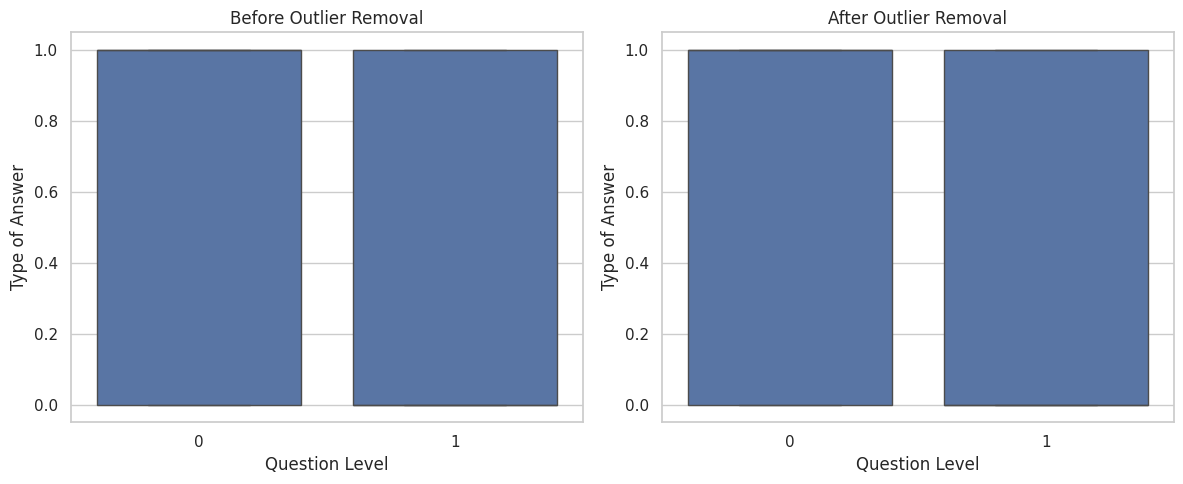 Before Outlier Removal
1.0
0.8
0.6
0.4
0.2
0.0
Type of Answer
0 1
Question Level
After Outlier Removal
1.0
0.8
0.6
0.4
0.2
0.0
Type of Answer
0 1
Question Level